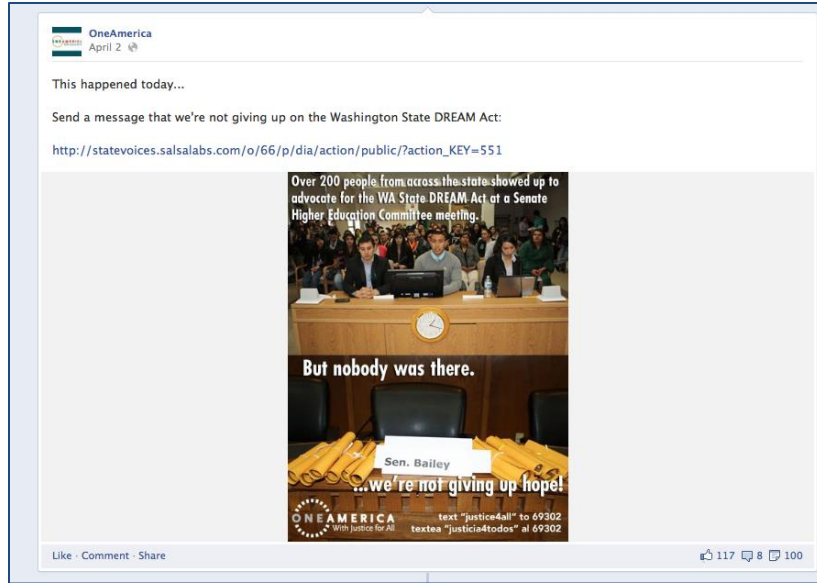 OneAmerica
April 2
This happened today...
Send a message that we're not giving up on the Washington State DREAM Act:
http://statevoices.salsalabs.com/o/66/p/dia/action/public/?action_KEY=551
Over 200 people from across the state showed up to
advocate for the WA State DREAM Act at a Senate
Higher Education Committee meeting.
But nobody was there.
Sen. Bailey
...we're not giving up hope!
ONEAMERICA
With Justice for All
text "justice4all" to 69302
textea "justicia4todos" al 69302
Like · Comment · Share
117 8 100